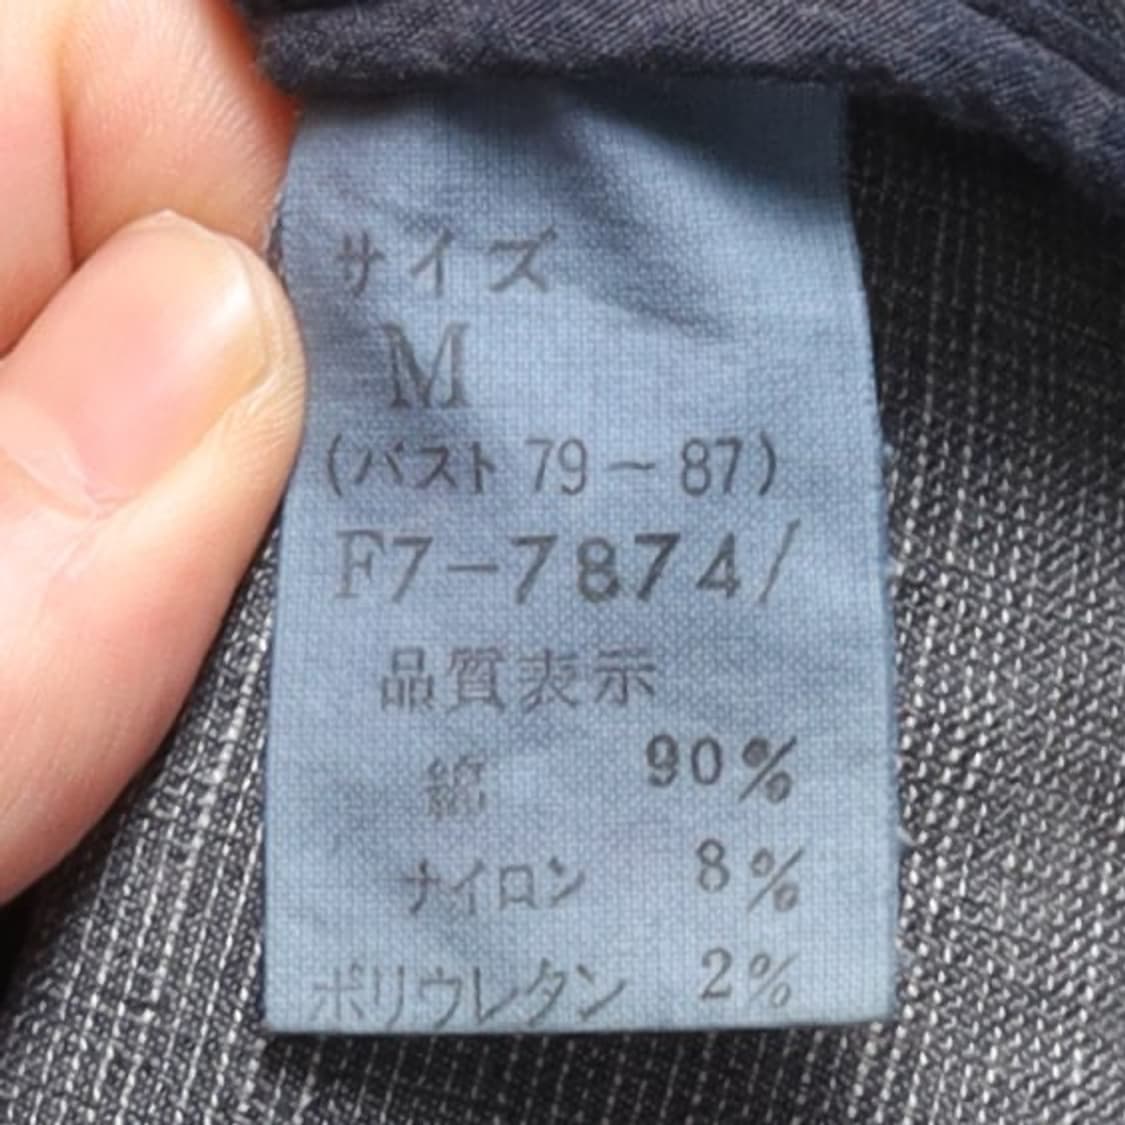 サイズ
M
(バスト 79～87)
F7-7874/
品質表示
綿 90%
ナイロン 8%
ポリウレタン 2%